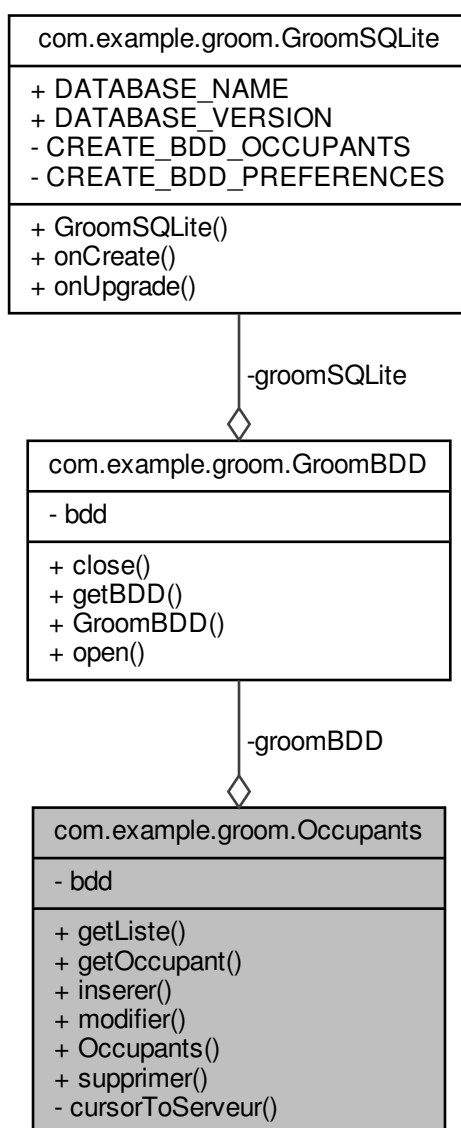 com.example.groom.GroomSQLite
+ DATABASE_NAME
+ DATABASE_VERSION
- CREATE_BDD_OCCUPANTS
- CREATE_BDD_PREFERENCES
+ GroomSQLite()
+ onCreate()
+ onUpgrade()
-groomSQLite
com.example.groom.GroomBDD
- bdd
+ close()
+ getBDD()
+ GroomBDD()
+ open()
-groomBDD
com.example.groom.Occupants
- bdd
+ getListe()
+ getOccupant()
+ inserer()
+ modifier()
+ Occupants()
+ supprimer()
- cursorToServeur()